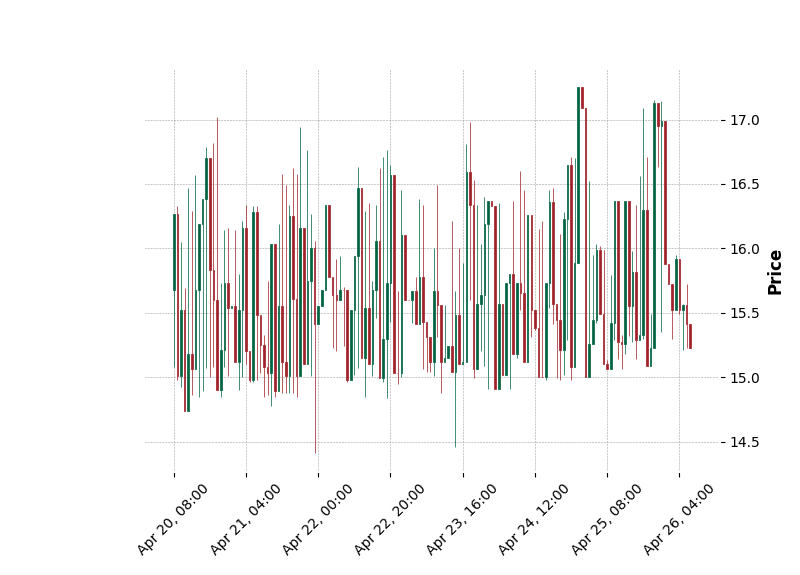 17.0
16.5
16.0
15.5
15.0
14.5
Price
Apr 20, 08:00
Apr 21, 04:00
Apr 22, 00:00
Apr 22, 20:00
Apr 23, 16:00
Apr 24, 12:00
Apr 25, 08:00
Apr 26, 04:00